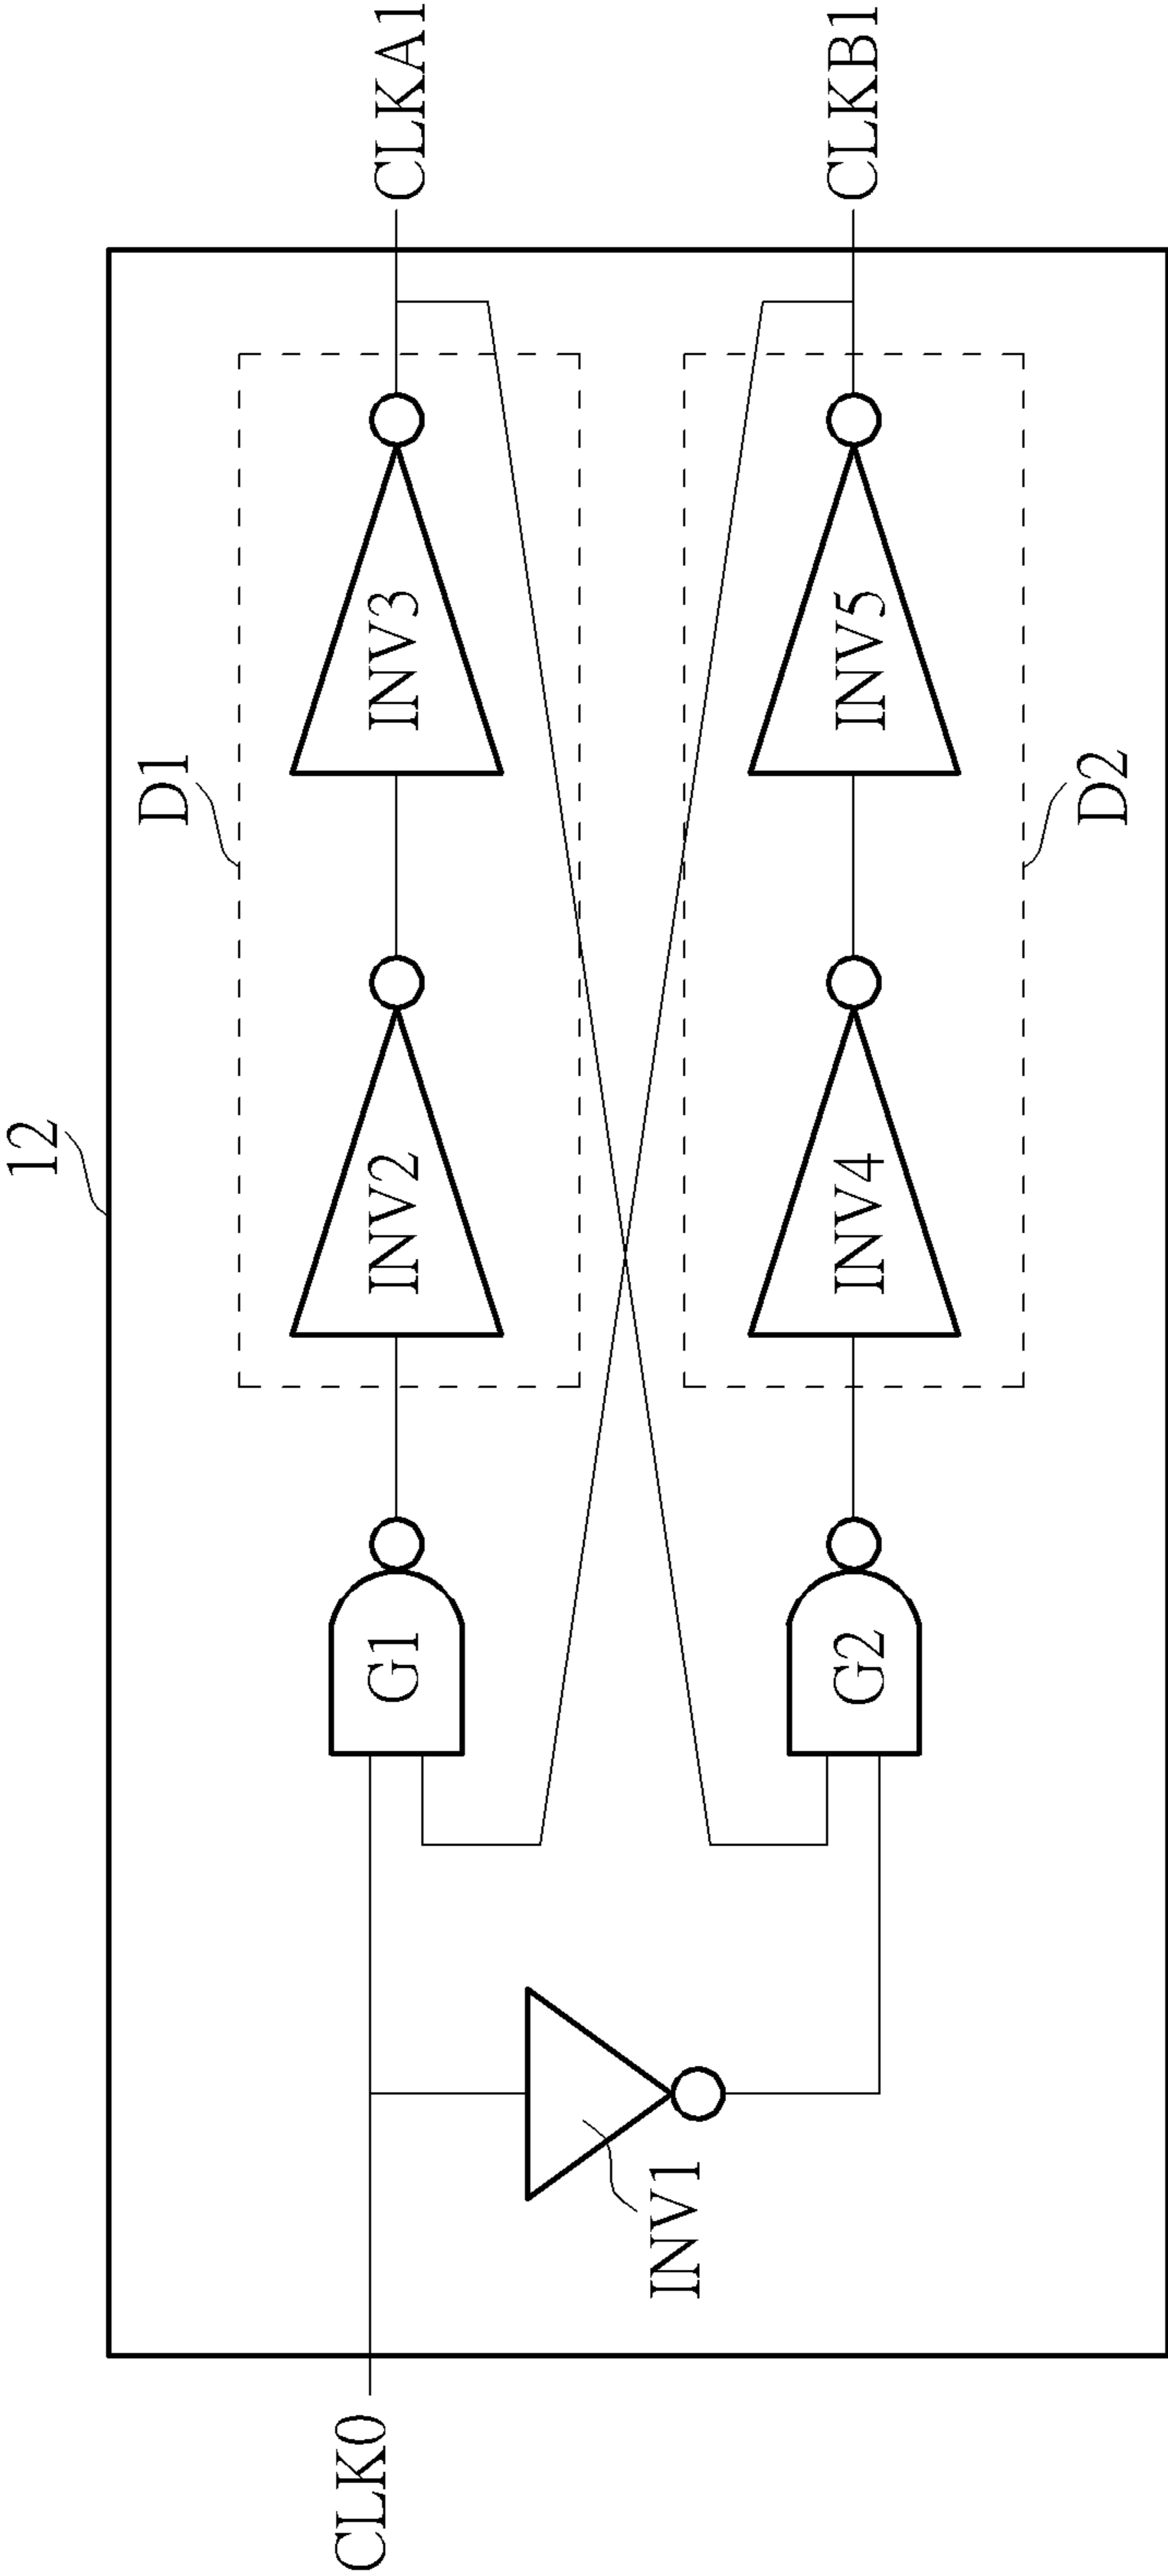 12
CLK0
INV1
G1
INV2
INV3
D1
CLKA1
G2
INV4
INV5
D2
CLKB1